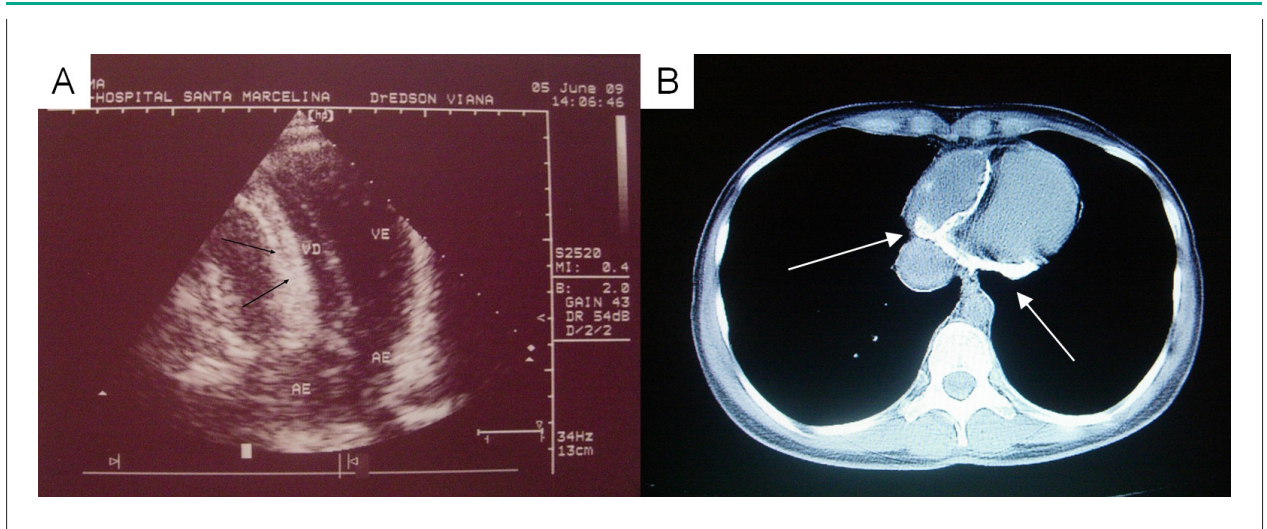 A
MA
-HOSPITAL SANTA MARCELINA DrEDSON VIANA
05 June 09
14:06:46
hp
VD
VE
AE
AE
S2520
MI: 0.4
B: 2.0
GAIN 43
DR 54dB
D/2/2
34Hz
13cm
B